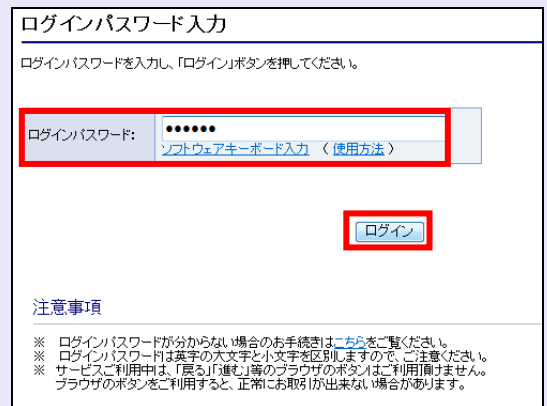 ログインパスワード入力
ログインパスワードを入力し、「ログイン」ボタンを押してください。
ログインパスワード: ●●●●●●
ソフトウェアキーボード入力 ( 使用方法 )
ログイン
注意事項
※ ログインパスワードが分からない場合のお手続きはこちらをご覧ください。
※ ログインパスワードは英字の大文字と小文字を区別しますので、ご注意ください。
※ サービスご利用中は、「戻る」「進む」等のブラウザのボタンはご利用頂けません。
ブラウザのボタンをご利用すると、正常にお取引が出来ない場合があります。